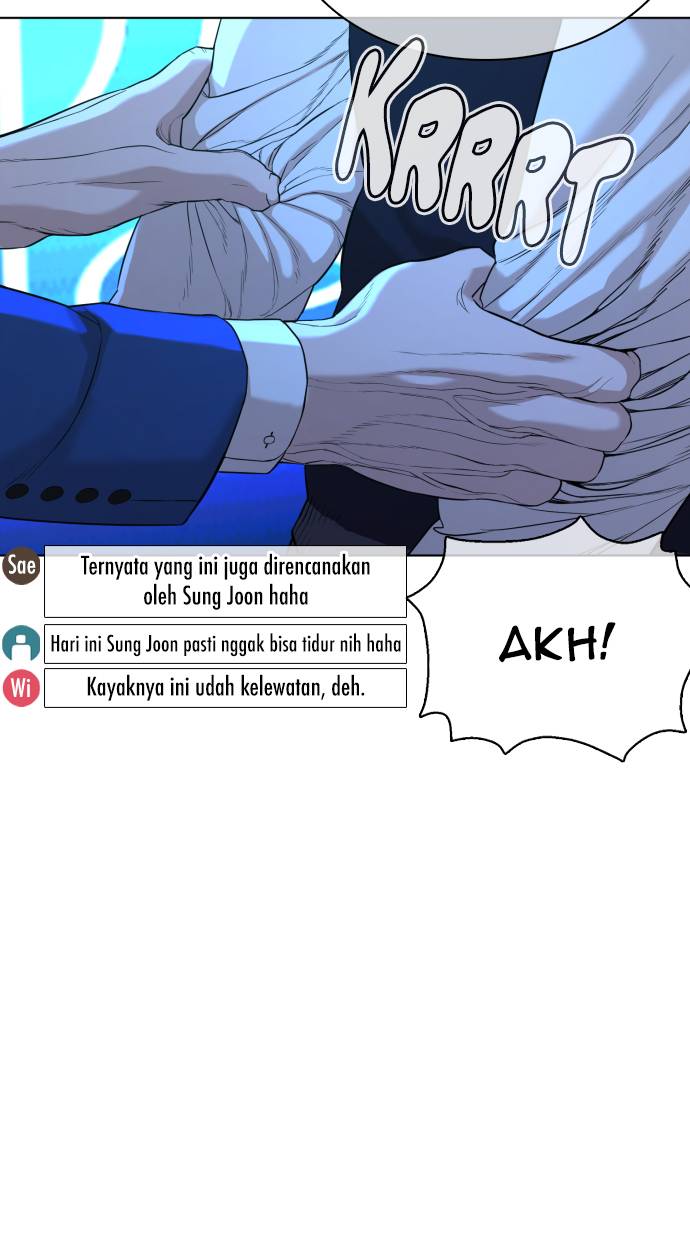 KRRRT
Sae
Ternyata yang ini juga direncanakan
oleh Sung Joon haha
Hari ini Sung Joon pasti nggak bisa tidur nih haha
Wi
Kayaknya ini udah kelewatan, deh.
AKH!